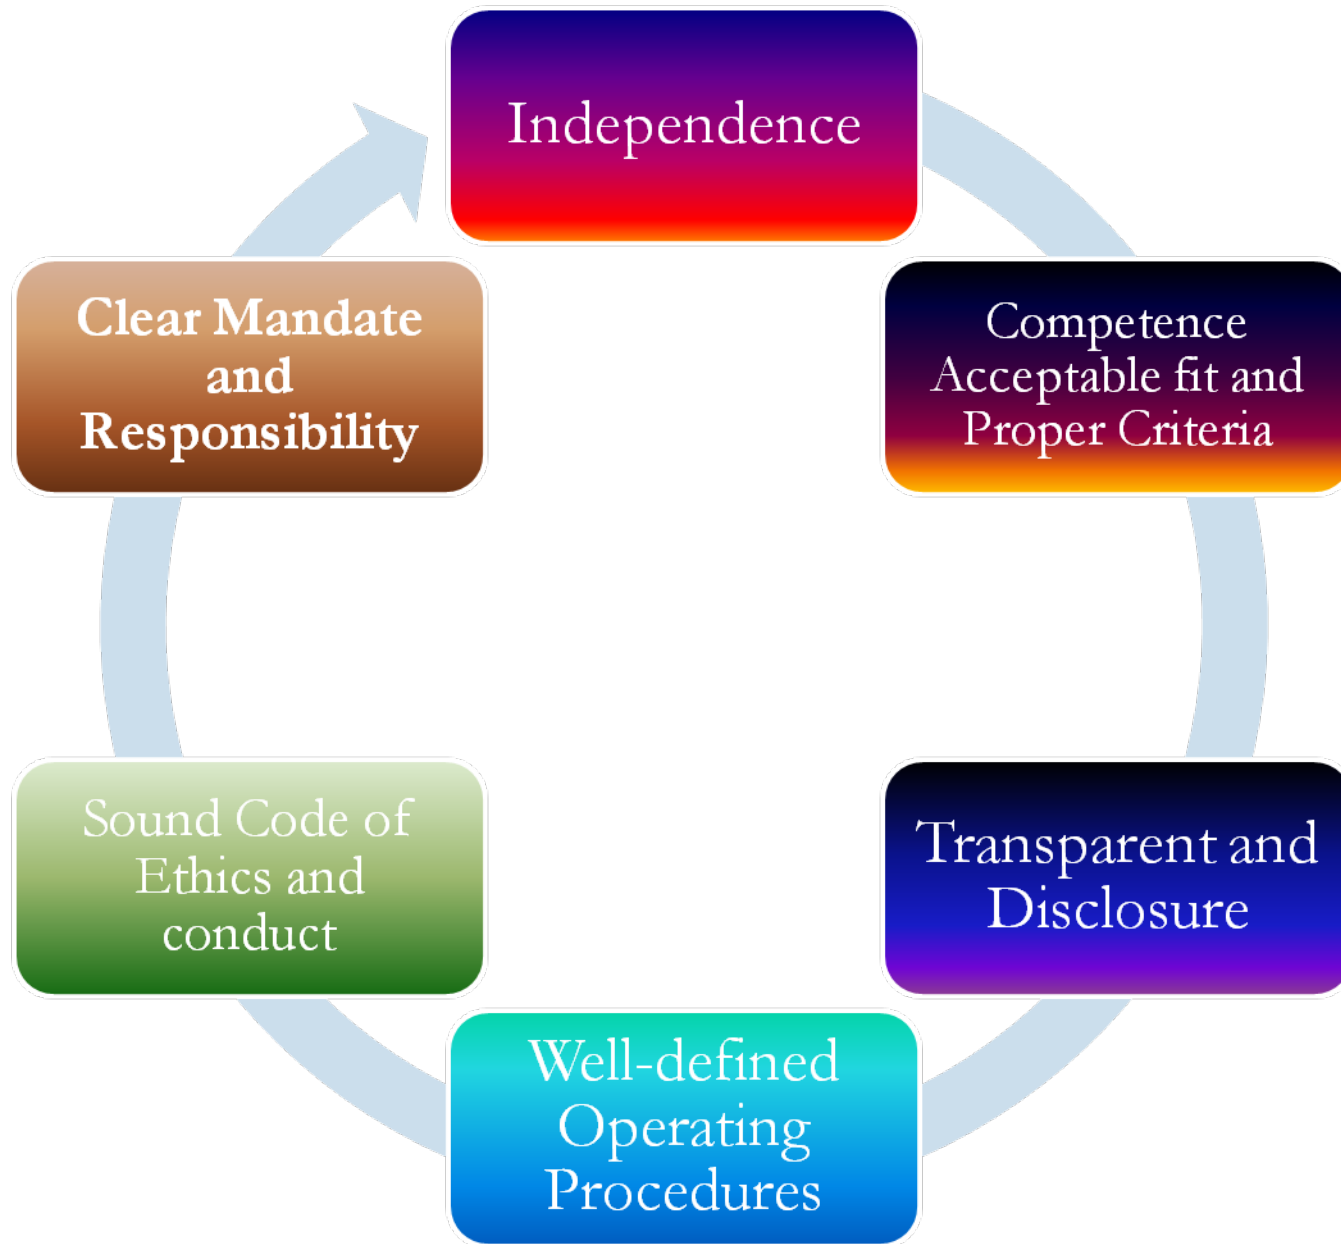 Independence
Competence
Acceptable fit and
Proper Criteria
Transparent and
Disclosure
Well-defined
Operating
Procedures
Sound Code of
Ethics and
conduct
Clear Mandate
and
Responsibility